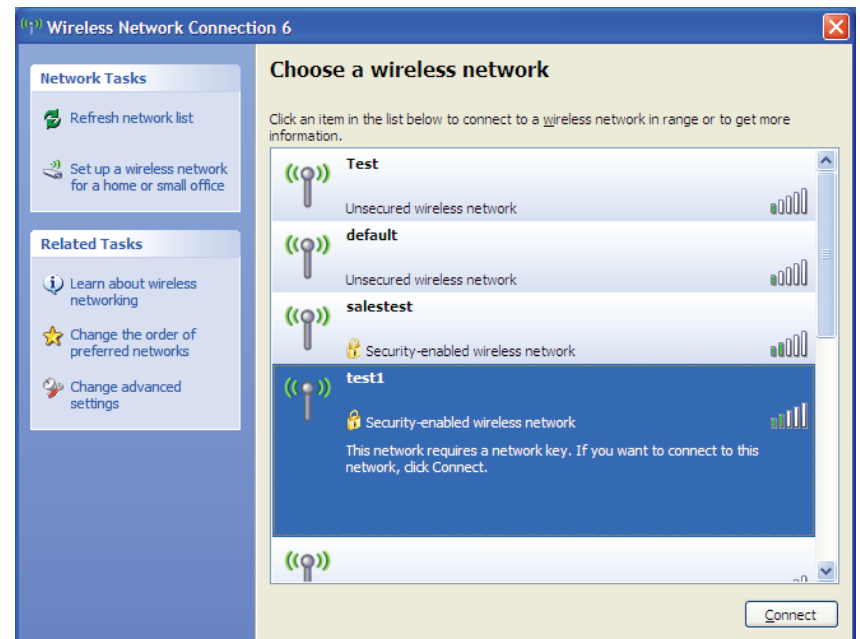 Wireless Network Connection 6
Network Tasks
Refresh network list
Set up a wireless network
for a home or small office
Related Tasks
Learn about wireless
networking
Change the order of
preferred networks
Change advanced
settings
Choose a wireless network
Click an item in the list below to connect to a wireless network in range or to get more
information.
Test
Unsecured wireless network
default
Unsecured wireless network
salestest
Security-enabled wireless network
test1
Security-enabled wireless network
This network requires a network key. If you want to connect to this
network, click Connect.
Connect